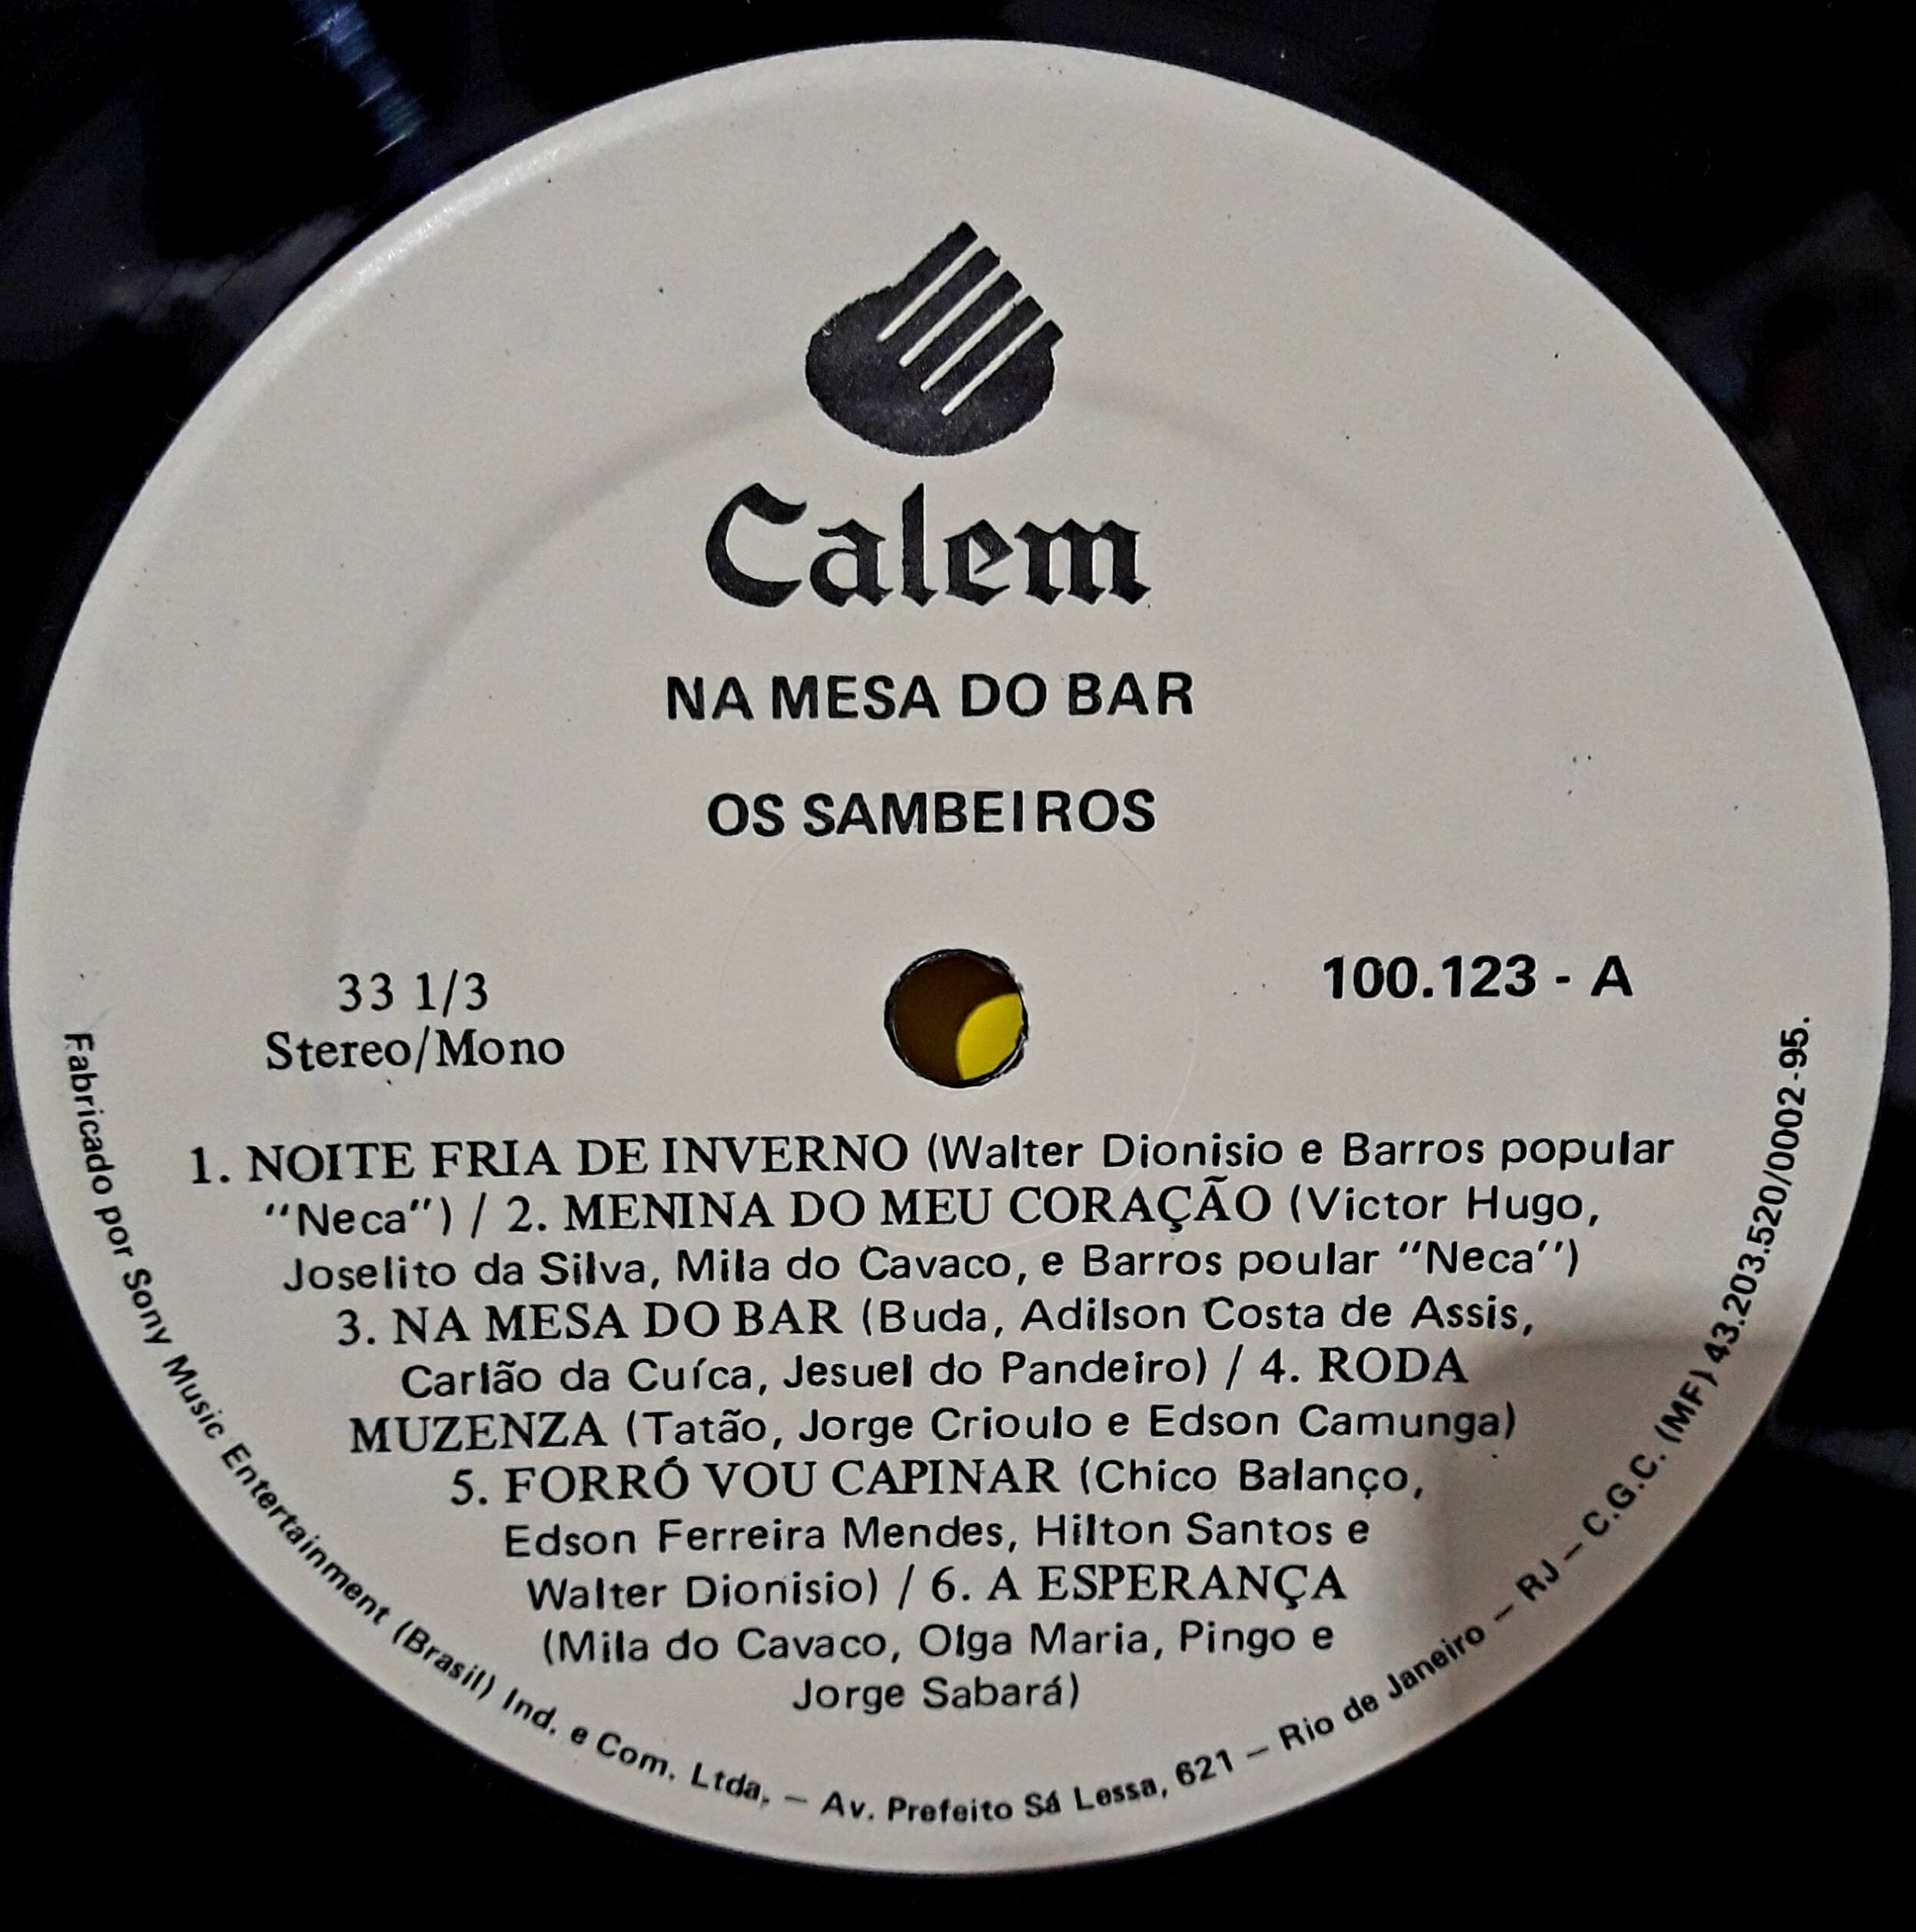 Calem
NA MESA DO BAR
OS SAMBEIROS
33 1/3
Stereo/Mono
100.123 - A
1. NOITE FRIA DE INVERNO (Walter Dionisio e Barros popular
“Neca”) / 2. MENINA DO MEU CORAÇÃO (Victor Hugo,
Joselito da Silva, Mila do Cavaco, e Barros poular “Neca”)
3. NA MESA DO BAR (Buda, Adilson Costa de Assis,
Carlão da Cuíca, Jesuel do Pandeiro) / 4. RODA
MUZENZA (Tatão, Jorge Crioulo e Edson Camunga)
5. FORRÓ VOU CAPINAR (Chico Balanço,
Edson Ferreira Mendes, Hilton Santos e
Walter Dionisio) / 6. A ESPERANÇA
(Mila do Cavaco, Olga Maria, Pingo e
Jorge Sabará)
Fabricado por Sony Music Entertainment (Brasil) Ind. e Com. Ltda. — Av. Prefeito Sá Lessa, 621 — Rio de Janeiro — RJ — C.G.C. (MF) 43.203.520/0002-95.